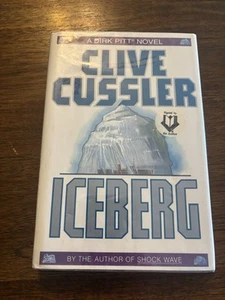 A DIRK PITT® NOVEL
CLIVE
CUSSLER
ICEBERG
BY THE AUTHOR OF SHOCK WAVE